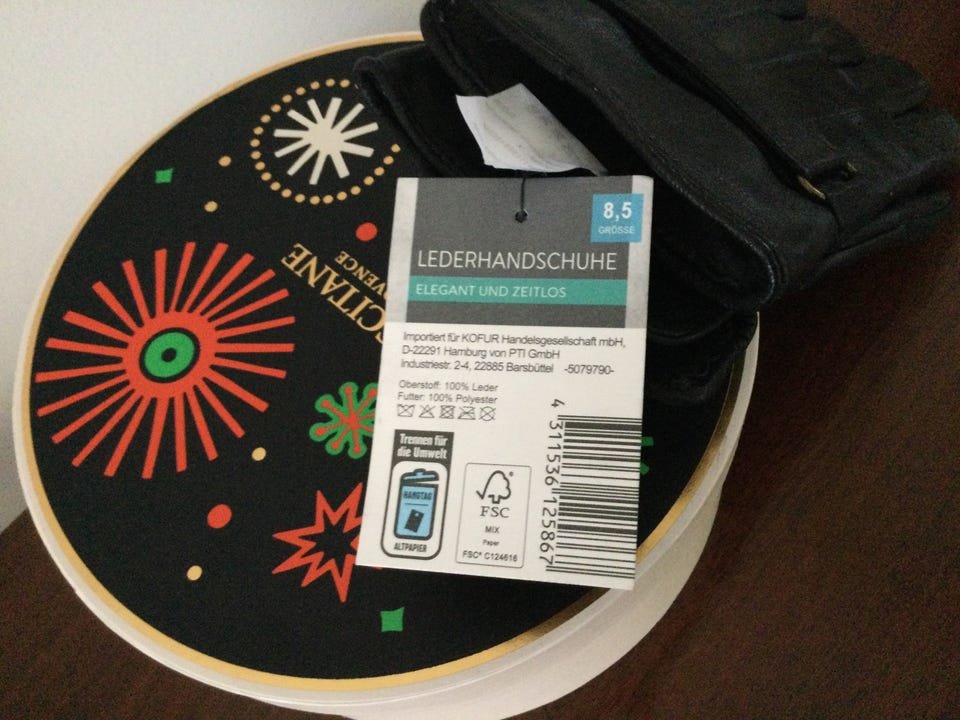 CITANE
VENCE
8,5
GRÖSSE
LEDERHANDSCHUHE
ELEGANT UND ZEITLOS
Importiert für KOFUR Handelsgesellschaft mbH,
D-22291 Hamburg von PTI GmbH
Industriestr. 2-4, 22885 Barsbüttel -5079790-
Oberstoff: 100% Leder
Futter: 100% Polyester
Trennen für
die Umwelt
HANGTAG
ALTPAPIER
FSC
MIX
Paper
FSC® C124616
4 311536 125867